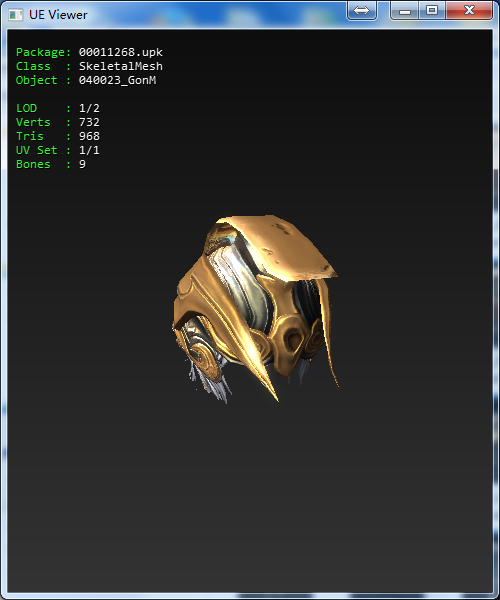 UE Viewer
Package: 00011268.upk
Class  : SkeletalMesh
Object : 040023_GonM
LOD    : 1/2
Verts  : 732
Tris   : 968
UV Set : 1/1
Bones  : 9